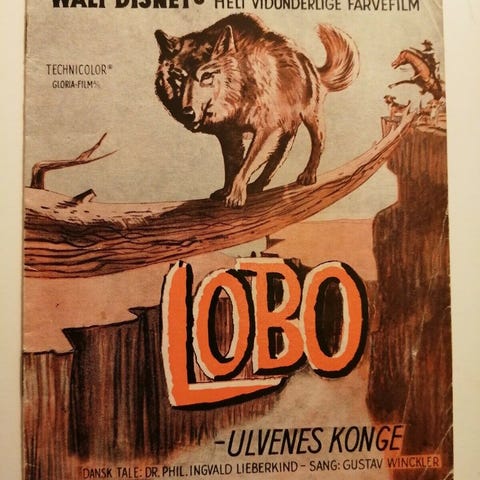 WALT DISNEYS HELT VIDUNDERLIGE FARVEFILM
TECHNICOLOR®
GLORIA-FILM
LOBO
-ULVENES KONGE
DANSK TALE: DR. PHIL. INGVALD LIEBERKIND - SANG: GUSTAV WINCKLER